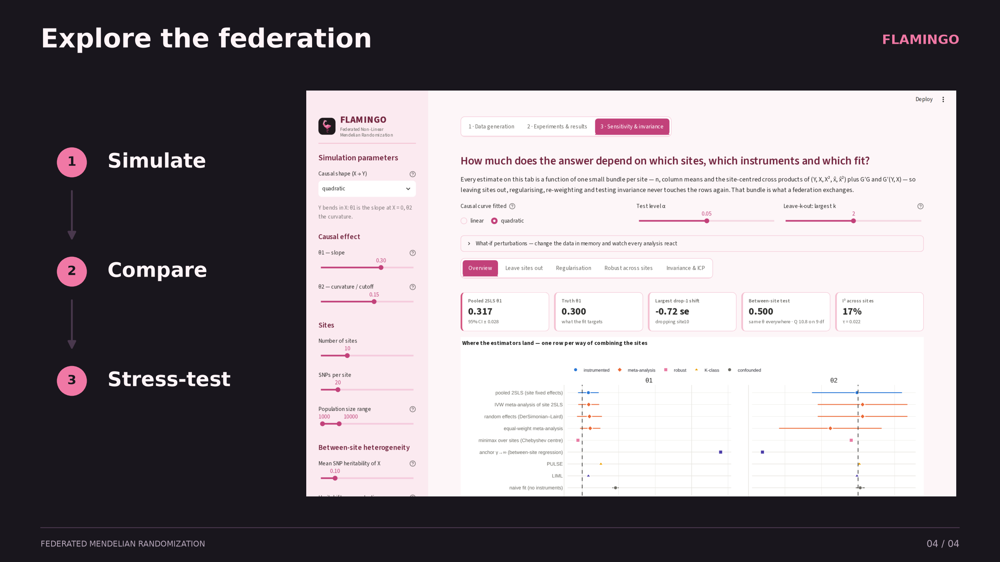 Explore the federation
FLAMINGO
1 Simulate
2 Compare
3 Stress-test
Deploy
FLAMINGO
Federated Non-Linear
Mendelian Randomization
Simulation parameters
Causal shape (X → Y)
quadratic
Y bends in X: θ1 is the slope at X = 0, θ2
the curvature.
Causal effect
θ1 — slope
0.30
θ2 — curvature / cutoff
0.15
Sites
Number of sites
10
SNPs per site
20
Population size range
1000 10000
Between-site heterogeneity
Mean SNP heritability of X
0.10
1 · Data generation 2 · Experiments & results 3 · Sensitivity & invariance
How much does the answer depend on which sites, which instruments and which fit?
Every estimate on this tab is a function of one small bundle per site — n, column means and the site-centred cross products of (Y, X, X², x̂, x̂²) plus G′G and G′(Y, X) — so
leaving sites out, regularising, re-weighting and testing invariance never touches the rows again. That bundle is what a federation exchanges.
Causal curve fitted
linear quadratic
Test level α
0.05
Leave-k-out: largest k
2
What-if perturbations — change the data in memory and watch every analysis react
Overview Leave sites out Regularisation Robust across sites Invariance & ICP
Pooled 2SLS θ1
0.317
95% CI ± 0.028
Truth θ1
0.300
what the fit targets
Largest drop-1 shift
-0.72 se
dropping site10
Between-site test
0.500
same θ everywhere · Q 10.8 on 9 df
I² across sites
17%
τ = 0.022
Where the estimators land — one row per way of combining the sites
instrumented meta-analysis robust K-class confounded
θ1 θ2
pooled 2SLS (site fixed effects)
IVW meta-analysis of site 2SLS
random effects (DerSimonian–Laird)
equal-weight meta-analysis
minimax over sites (Chebyshev centre)
anchor γ→∞ (between-site regression)
PULSE
LIML
naive fit (no instruments)
FEDERATED MENDELIAN RANDOMIZATION
04 / 04